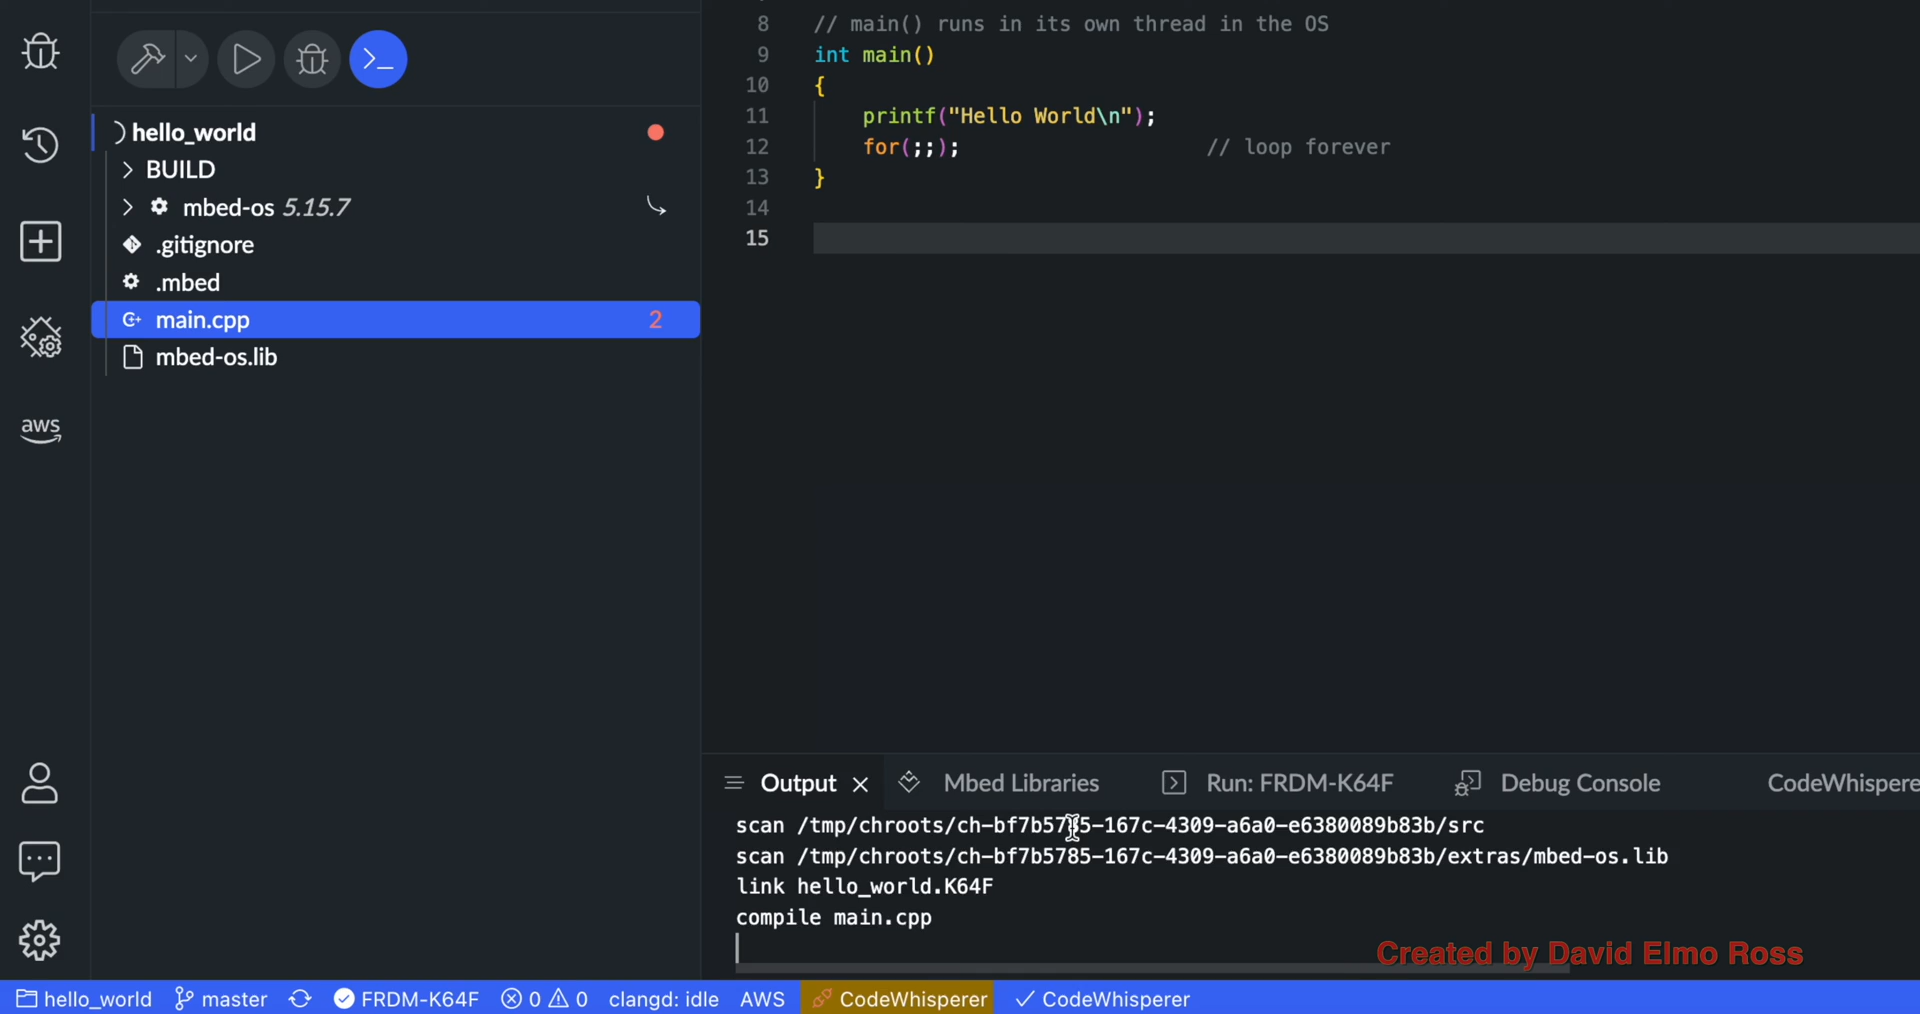 hello_world
BUILD
mbed-os 5.15.7
.gitignore
.mbed
main.cpp 2
mbed-os.lib
aws
8 // main() runs in its own thread in the OS
9 int main()
10 {
11 printf("Hello World\n");
12 for(;;); // loop forever
13 }
14
15
Output Mbed Libraries Run: FRDM-K64F Debug Console CodeWhispere
scan /tmp/chroots/ch-bf7b5785-167c-4309-a6a0-e6380089b83b/src
scan /tmp/chroots/ch-bf7b5785-167c-4309-a6a0-e6380089b83b/extras/mbed-os.lib
link hello_world.K64F
compile main.cpp
Created by David Elmo Ross
hello_world master FRDM-K64F 0 0 clangd: idle AWS CodeWhisperer CodeWhisperer